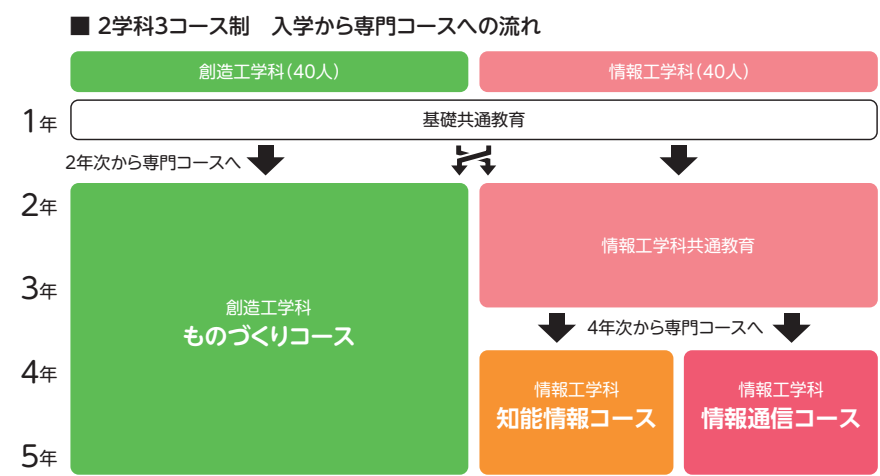 ■ 2学科3コース制　入学から専門コースへの流れ
創造工学科（40人）
情報工学科（40人）
1年
基礎共通教育
2年次から専門コースへ
2年
情報工学科共通教育
3年
創造工学科
ものづくりコース
4年次から専門コースへ
4年
情報工学科
知能情報コース
情報工学科
情報通信コース
5年